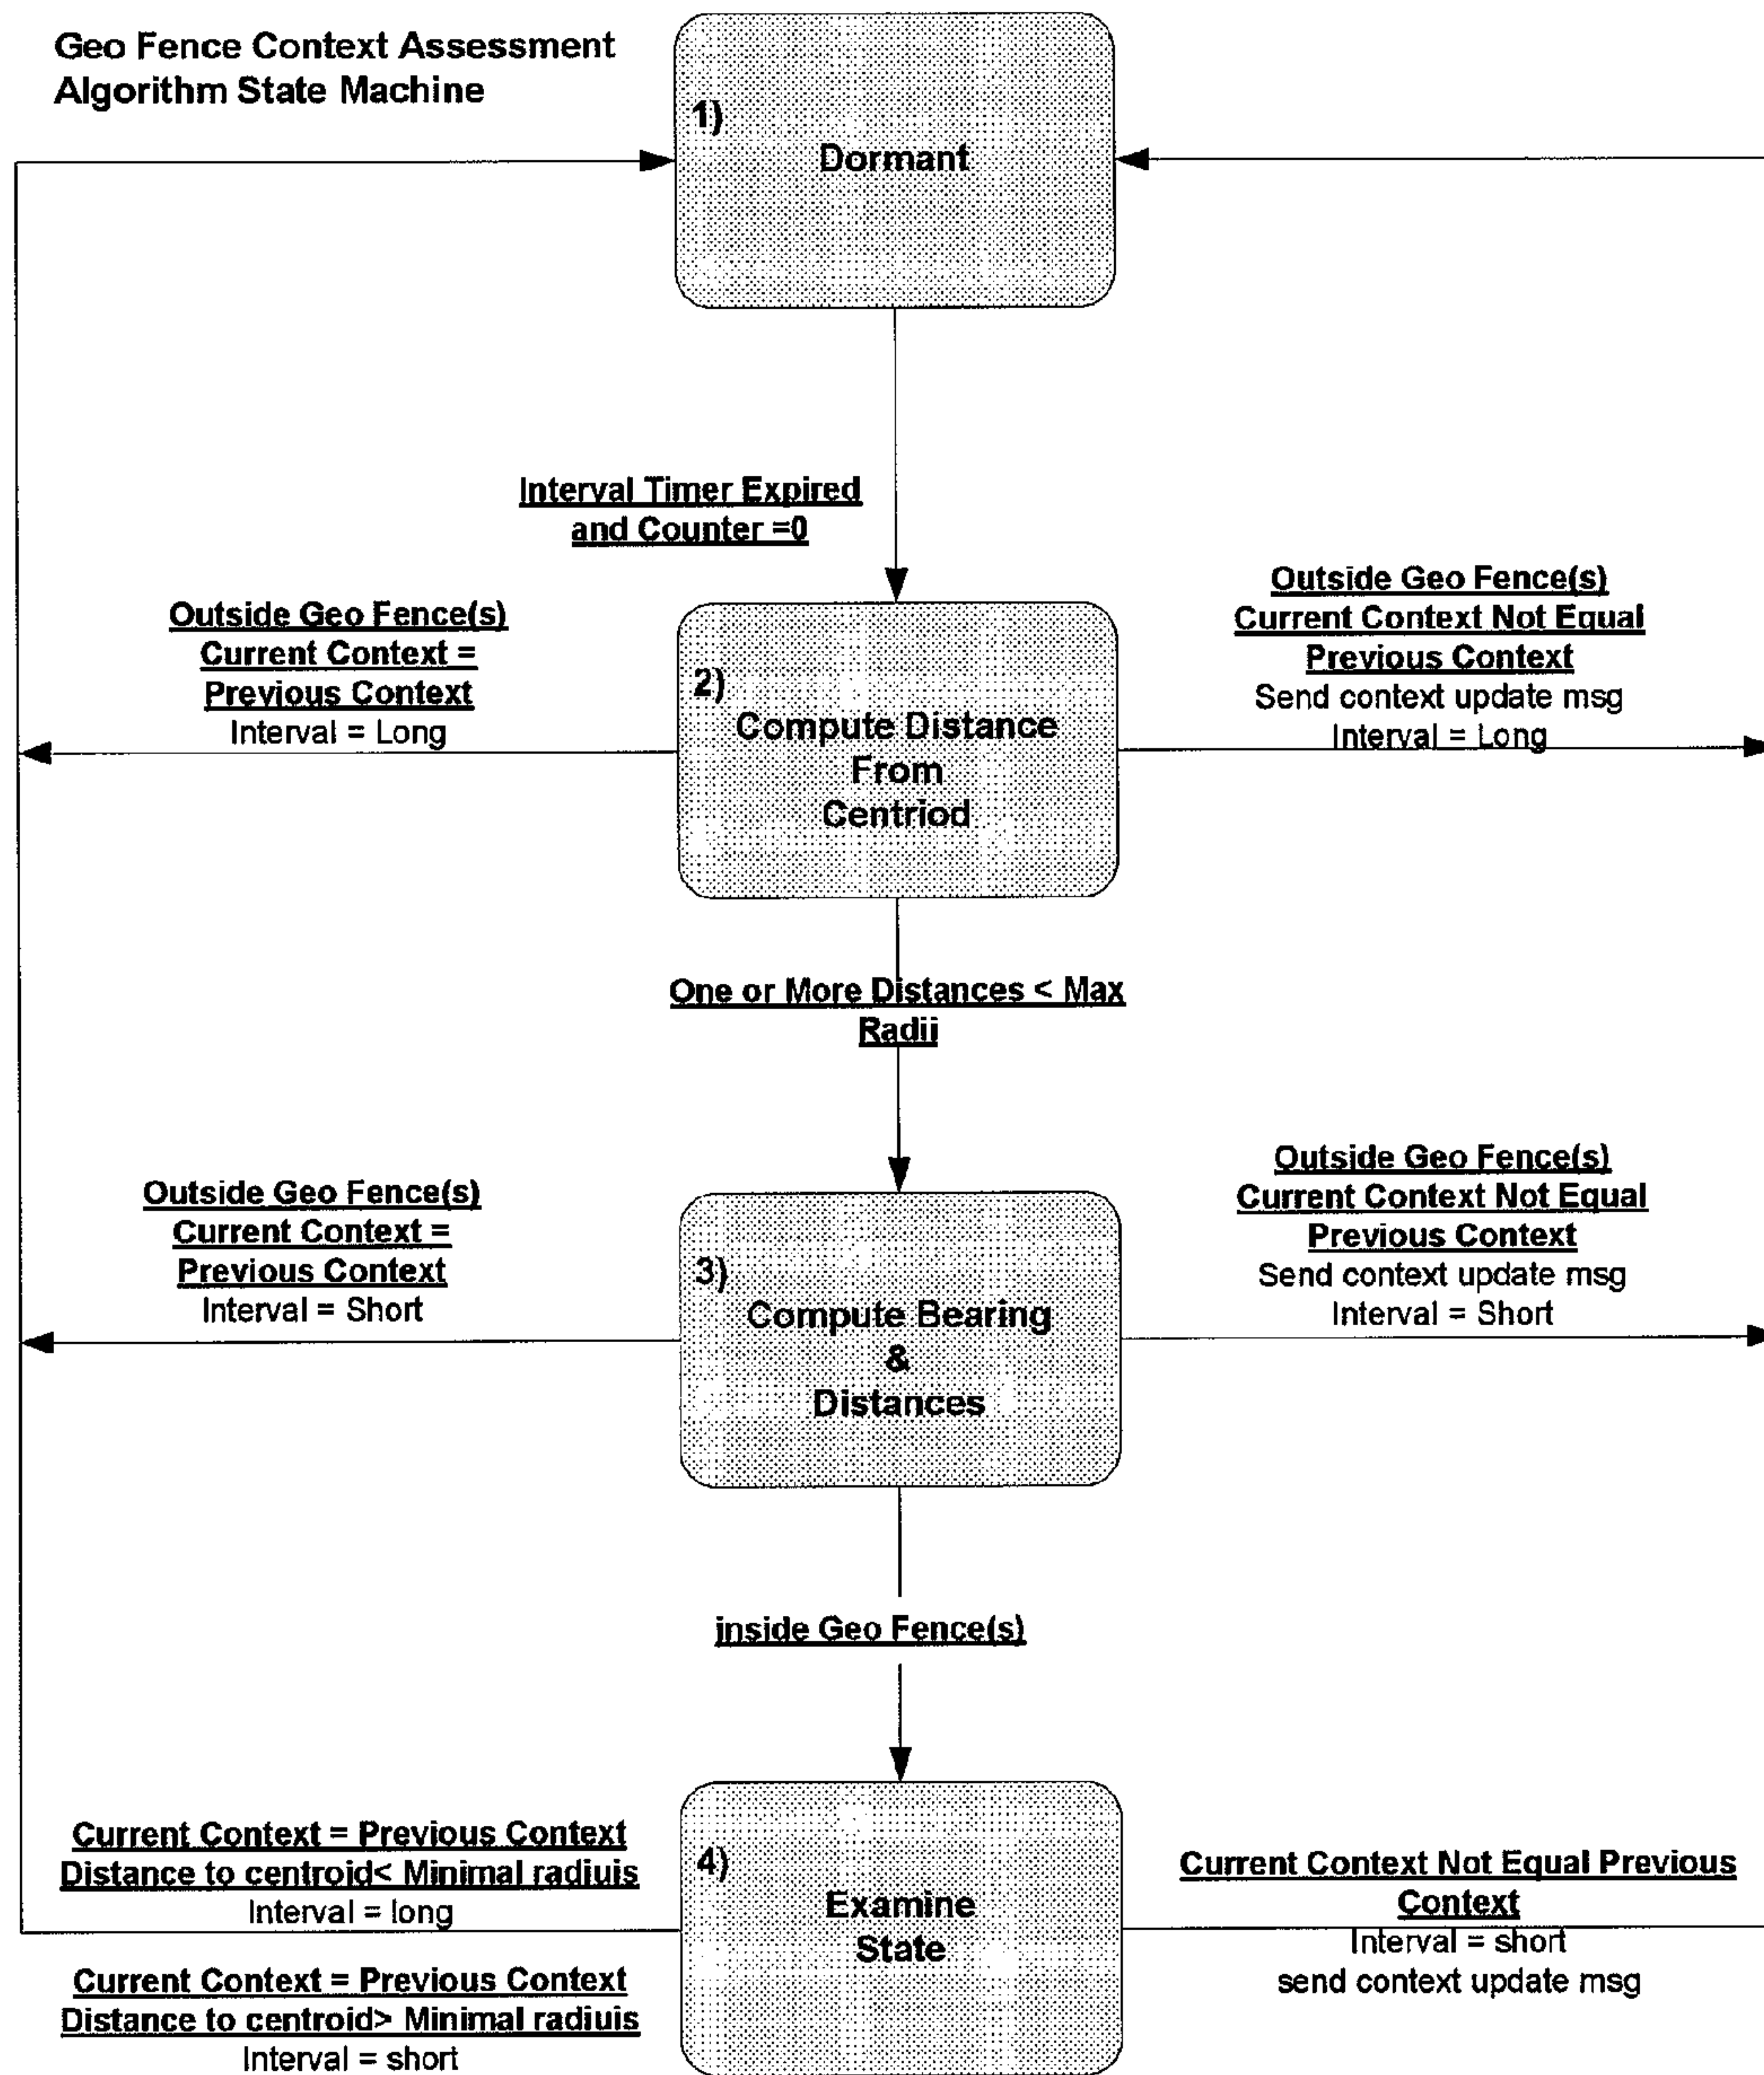 Geo Fence Context Assessment
Algorithm State Machine
1)
Dormant
Interval Timer Expired
and Counter =0
Outside Geo Fence(s)
Current Context =
Previous Context
Interval = Long
2)
Compute Distance
From
Centriod
Outside Geo Fence(s)
Current Context Not Equal
Previous Context
Send context update msg
Interval = Long
One or More Distances < Max
Radii
Outside Geo Fence(s)
Current Context =
Previous Context
Interval = Short
3)
Compute Bearing
&
Distances
Outside Geo Fence(s)
Current Context Not Equal
Previous Context
Send context update msg
Interval = Short
inside Geo Fence(s)
Current Context = Previous Context
Distance to centroid< Minimal radiuis
Interval = long
Current Context = Previous Context
Distance to centroid> Minimal radiuis
Interval = short
4)
Examine
State
Current Context Not Equal Previous
Context
Interval = short
send context update msg